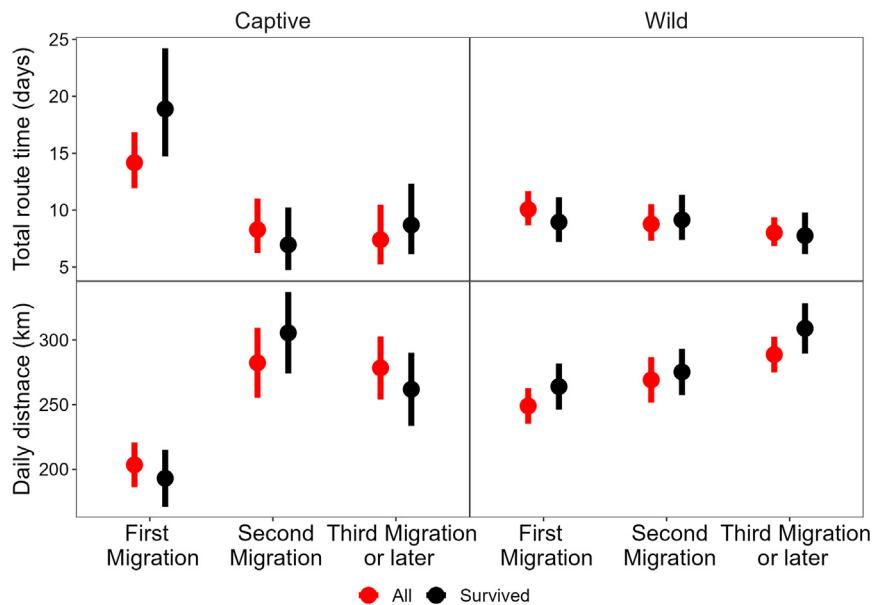 Captive
Wild
Total route time (days)
25
20
15
10
5
Daily distnace (km)
300
250
200
First
Migration
Second
Migration
Third Migration
or later
First
Migration
Second
Migration
Third Migration
or later
All
Survived